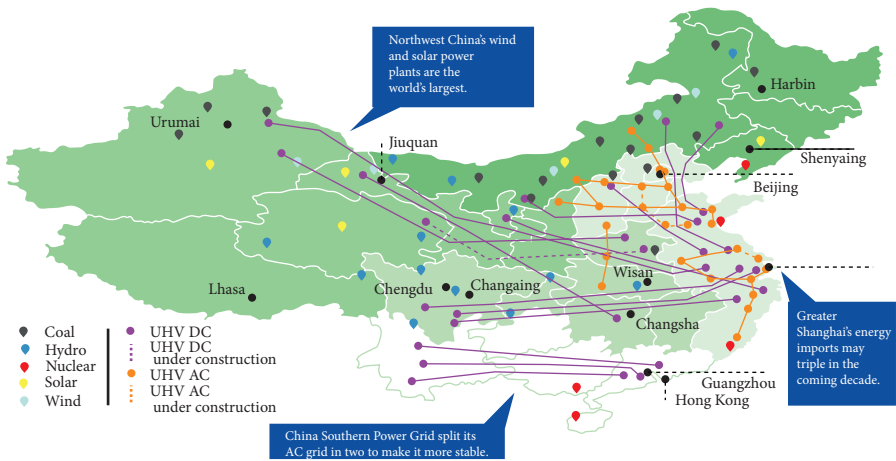 Northwest China's wind
and solar power
plants are the
world's largest.
Harbin
Urumai
Jiuquan
Shenyaing
Beijing
Wisan
Chengdu
Changaing
Lhasa
Changsha
Greater
Shanghai's energy
imports may
triple in the
coming decade.
Coal
Hydro
Nuclear
Solar
Wind
UHV DC
UHV DC
under construction
UHV AC
UHV AC
under construction
Guangzhou
Hong Kong
China Southern Power Grid split its
AC grid in two to make it more stable.